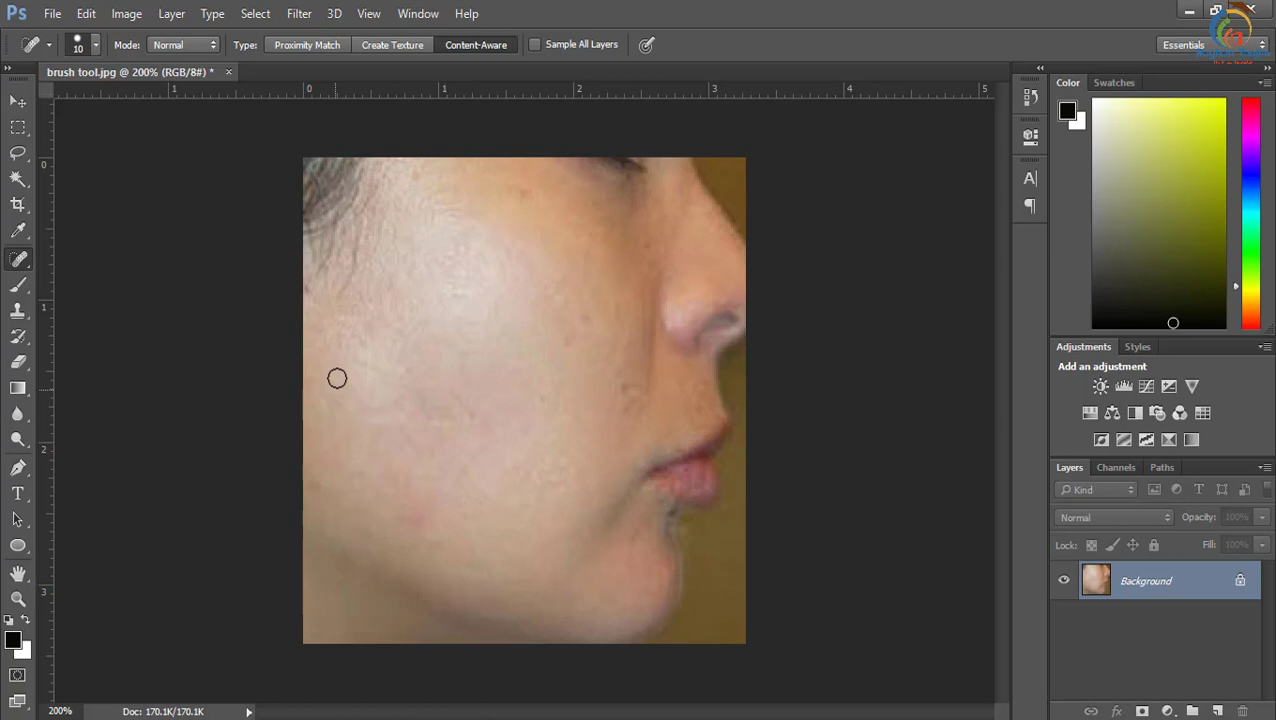 Ps File Edit Image Layer Type Select Filter 3D View Window Help
10 Mode: Normal Type: Proximity Match Create Texture Content-Aware Sample All Layers Essentials
brush tool.jpg @ 200% (RGB/8#) * ×
1 0 1 2 3 4 5
0
1
2
3
Color Swatches
Adjustments Styles
Add an adjustment
Layers Channels Paths
Kind
Normal Opacity: 100%
Lock: Fill: 100%
Background
200% Doc: 170.1K/170.1K